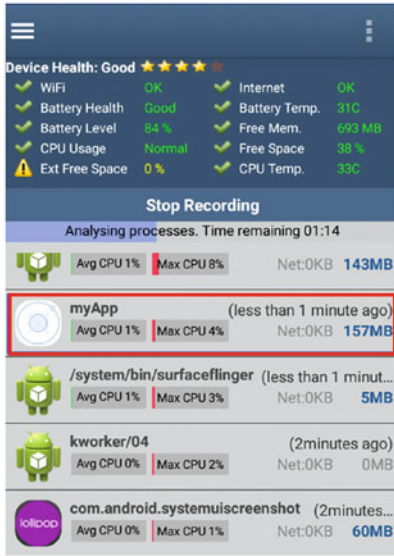 Device Health: Good
WiFi OK Internet OK
Battery Health Good Battery Temp. 31C
Battery Level 84 % Free Mem. 693 MB
CPU Usage Normal Free Space 38 %
Ext Free Space 0 % CPU Temp. 33C
Stop Recording
Analysing processes. Time remaining 01:14
Avg CPU 1% Max CPU 8% Net:0KB 143MB
myApp (less than 1 minute ago)
Avg CPU 1% Max CPU 4% Net:0KB 157MB
/system/bin/surfaceflinger (less than 1 minut...
Avg CPU 1% Max CPU 3% Net:0KB 5MB
kworker/04 (2minutes ago)
Avg CPU 0% Max CPU 2% Net:0KB 0MB
com.android.systemuiscreenshot (2minutes...
lollipop Avg CPU 0% Max CPU 1% Net:0KB 60MB